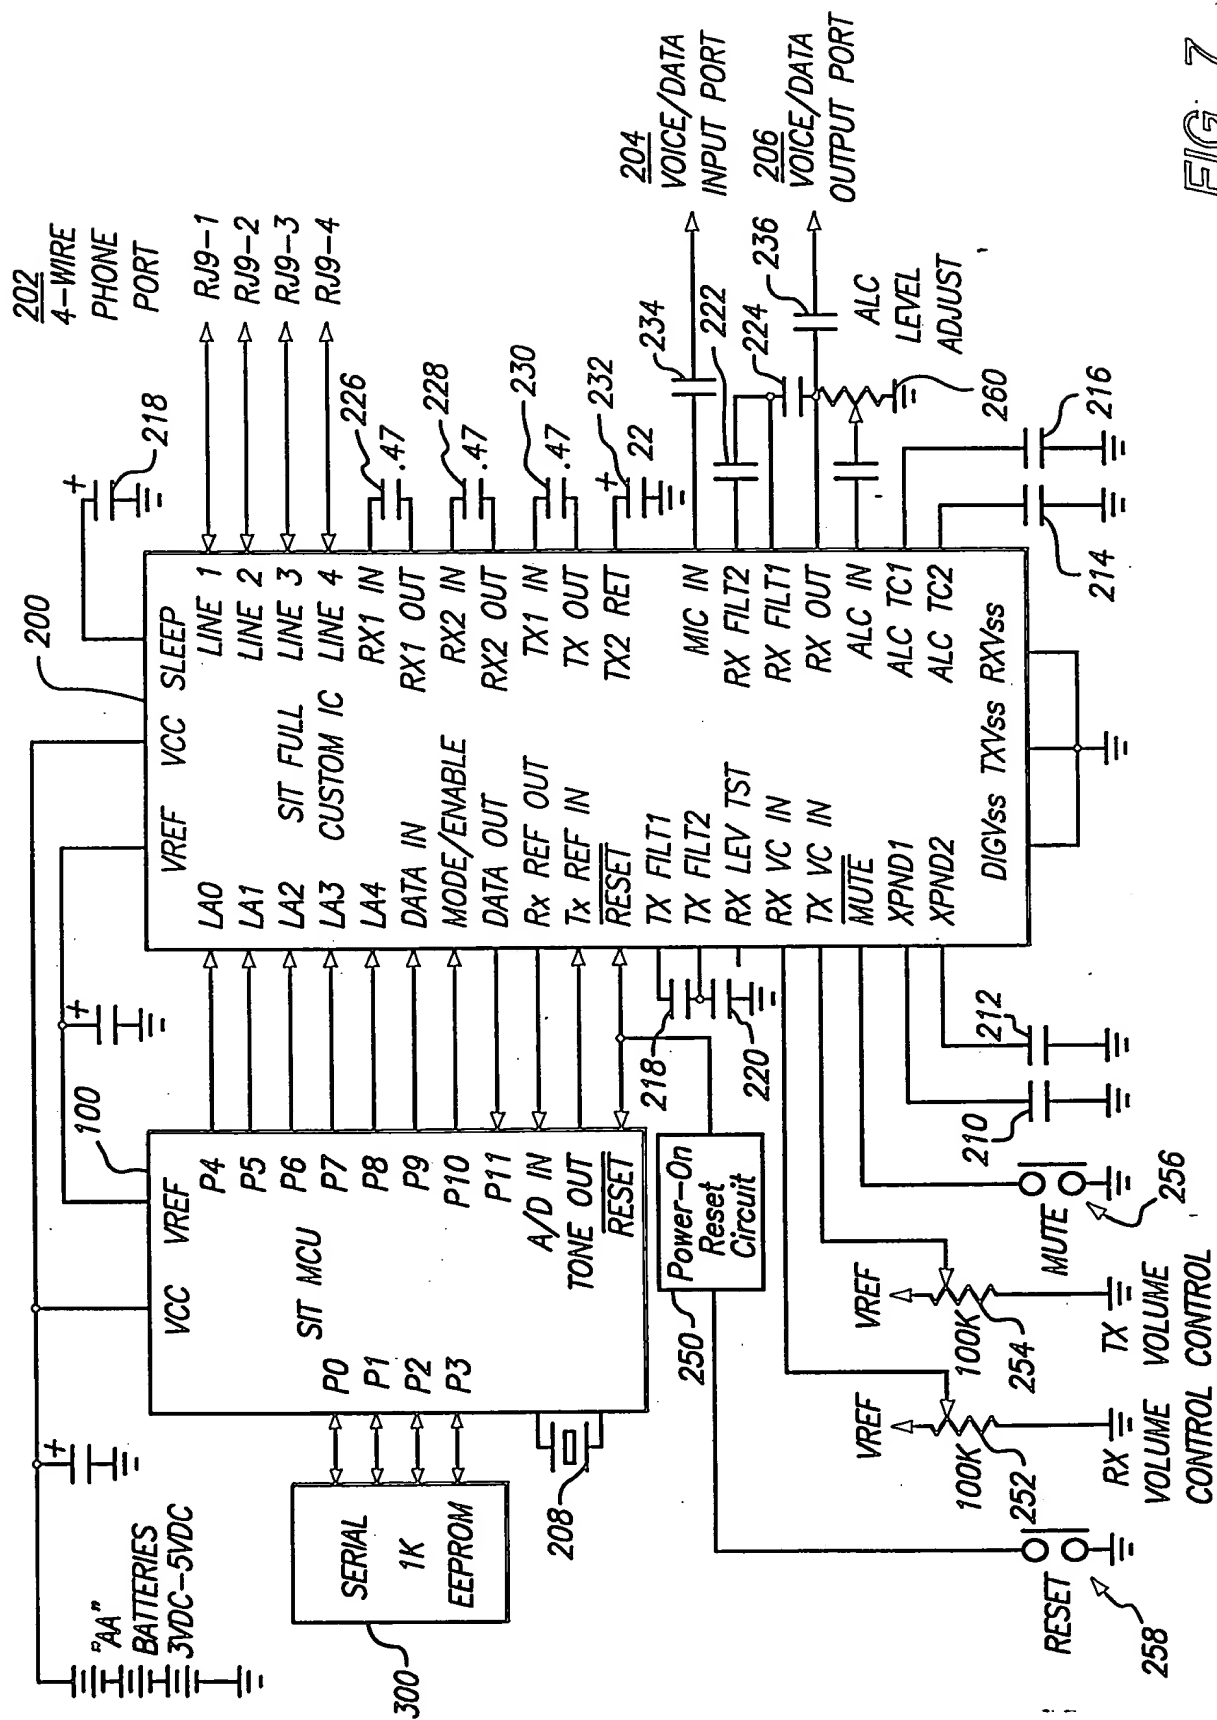 202
4-WIRE
PHONE
PORT
RJ9-1
RJ9-2
RJ9-3
RJ9-4
+
218
200
VREF
VCC
SLEEP
LINE 1
LINE 2
LINE 3
LINE 4
RX1 IN
RX1 OUT
RX2 IN
RX2 OUT
TX1 IN
TX OUT
TX2 RET
MIC IN
RX FILT2
RX FILT1
RX OUT
ALC IN
ALC TC1
ALC TC2
SIT FULL
CUSTOM IC
LA0
LA1
LA2
LA3
LA4
DATA IN
MODE/ENABLE
DATA OUT
Rx REF OUT
Tx REF IN
RESET
TX FILT1
TX FILT2
RX LEV TST
RX VC IN
TX VC IN
MUTE
XPND1
XPND2
DIGVss
TXVss
RXVss
226
.47
228
.47
230
.47
232
+
22
204
VOICE/DATA
INPUT PORT
206
VOICE/DATA
OUTPUT PORT
234
222
224
236
ALC
LEVEL
ADJUST
260
216
214
+
100
VCC
VREF
P4
P5
P6
P7
P8
P9
P10
P11
A/D IN
TONE OUT
RESET
SIT MCU
P0
P1
P2
P3
+
"AA"
BATTERIES
3VDC-5VDC
SERIAL
1K
EEPROM
300
208
218
220
Power-On
Reset
Circuit
250
212
210
MUTE
256
VREF
100K
254
TX
VOLUME
CONTROL
VREF
100K
252
RX
VOLUME
CONTROL
RESET
258
FIG. 7